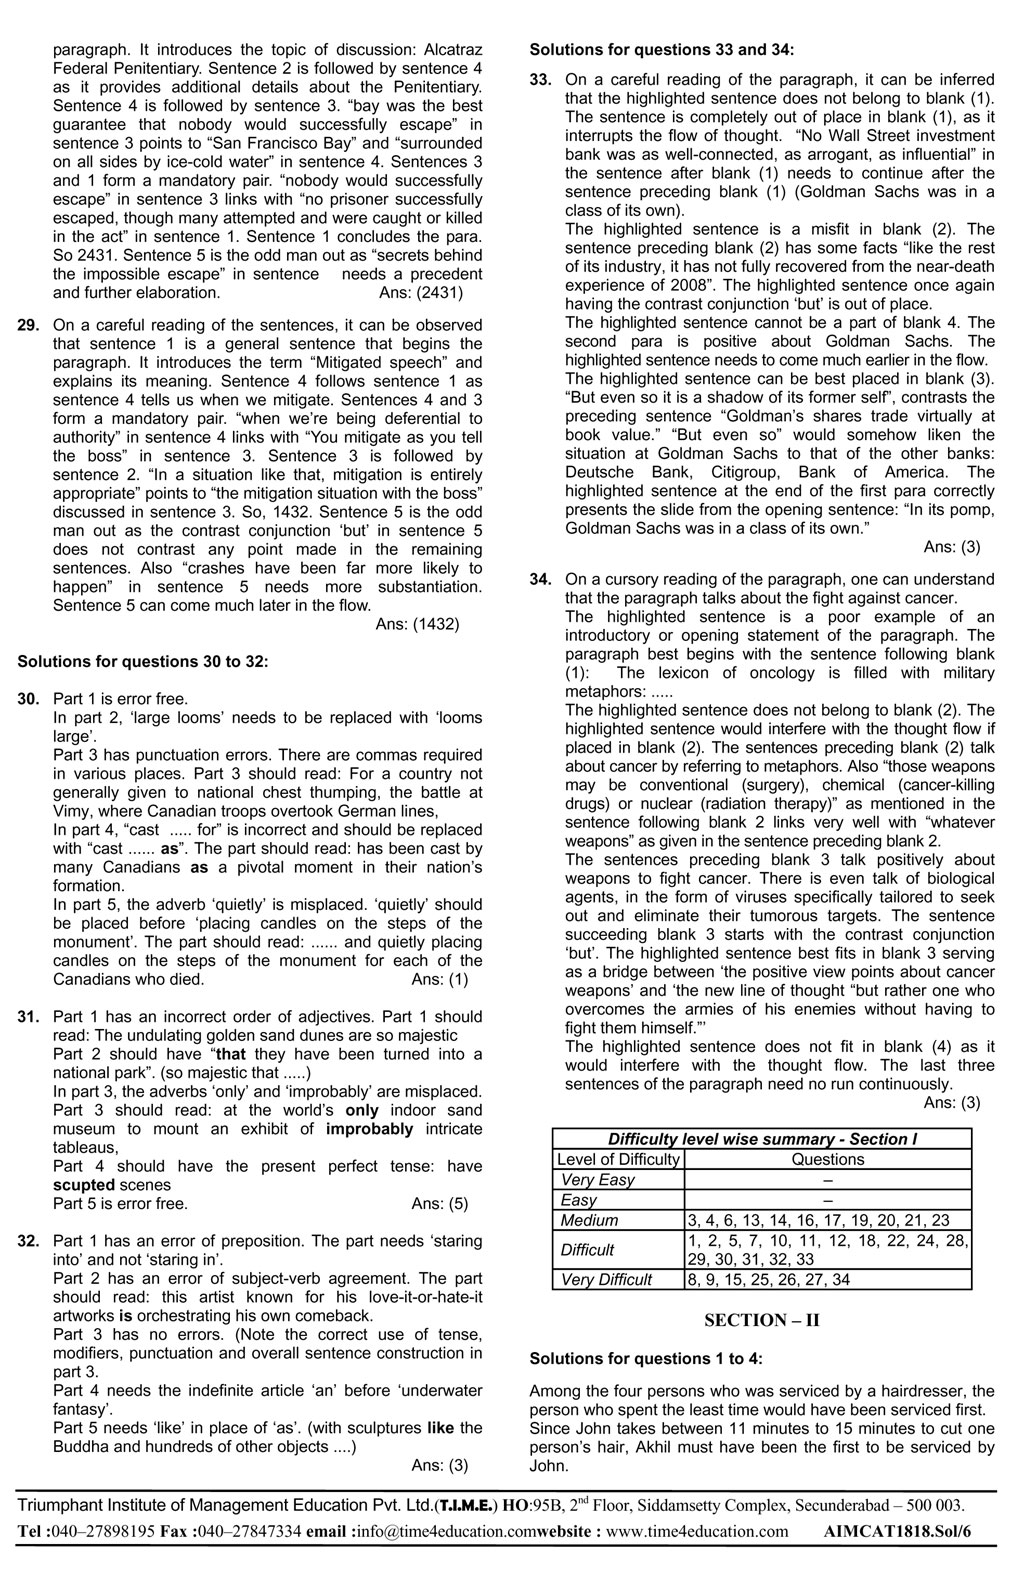 paragraph. It introduces the topic of discussion: Alcatraz
Federal Penitentiary. Sentence 2 is followed by sentence 4
as it provides additional details about the Penitentiary.
Sentence 4 is followed by sentence 3. “bay was the best
guarantee that nobody would successfully escape” in
sentence 3 points to “San Francisco Bay” and “surrounded
on all sides by ice-cold water” in sentence 4. Sentences 3
and 1 form a mandatory pair. “nobody would successfully
escape” in sentence 3 links with “no prisoner successfully
escaped, though many attempted and were caught or killed
in the act” in sentence 1. Sentence 1 concludes the para.
So 2431. Sentence 5 is the odd man out as “secrets behind
the impossible escape” in sentence needs a precedent
and further elaboration. Ans: (2431)
29. On a careful reading of the sentences, it can be observed
that sentence 1 is a general sentence that begins the
paragraph. It introduces the term “Mitigated speech” and
explains its meaning. Sentence 4 follows sentence 1 as
sentence 4 tells us when we mitigate. Sentences 4 and 3
form a mandatory pair. “when we’re being deferential to
authority” in sentence 4 links with “You mitigate as you tell
the boss” in sentence 3. Sentence 3 is followed by
sentence 2. “In a situation like that, mitigation is entirely
appropriate” points to “the mitigation situation with the boss”
discussed in sentence 3. So, 1432. Sentence 5 is the odd
man out as the contrast conjunction ‘but’ in sentence 5
does not contrast any point made in the remaining
sentences. Also “crashes have been far more likely to
happen” in sentence 5 needs more substantiation.
Sentence 5 can come much later in the flow.
Ans: (1432)
Solutions for questions 30 to 32:
30. Part 1 is error free.
In part 2, ‘large looms’ needs to be replaced with ‘looms
large’.
Part 3 has punctuation errors. There are commas required
in various places. Part 3 should read: For a country not
generally given to national chest thumping, the battle at
Vimy, where Canadian troops overtook German lines,
In part 4, “cast ..... for” is incorrect and should be replaced
with “cast ...... as”. The part should read: has been cast by
many Canadians as a pivotal moment in their nation’s
formation.
In part 5, the adverb ‘quietly’ is misplaced. ‘quietly’ should
be placed before ‘placing candles on the steps of the
monument’. The part should read: ...... and quietly placing
candles on the steps of the monument for each of the
Canadians who died. Ans: (1)
31. Part 1 has an incorrect order of adjectives. Part 1 should
read: The undulating golden sand dunes are so majestic
Part 2 should have “that they have been turned into a
national park”. (so majestic that .....)
In part 3, the adverbs ‘only’ and ‘improbably’ are misplaced.
Part 3 should read: at the world’s only indoor sand
museum to mount an exhibit of improbably intricate
tableaus,
Part 4 should have the present perfect tense: have
scupted scenes
Part 5 is error free. Ans: (5)
32. Part 1 has an error of preposition. The part needs ‘staring
into’ and not ‘staring in’.
Part 2 has an error of subject-verb agreement. The part
should read: this artist known for his love-it-or-hate-it
artworks is orchestrating his own comeback.
Part 3 has no errors. (Note the correct use of tense,
modifiers, punctuation and overall sentence construction in
part 3.
Part 4 needs the indefinite article ‘an’ before ‘underwater
fantasy’.
Part 5 needs ‘like’ in place of ‘as’. (with sculptures like the
Buddha and hundreds of other objects ....)
Ans: (3)
Solutions for questions 33 and 34:
33. On a careful reading of the paragraph, it can be inferred
that the highlighted sentence does not belong to blank (1).
The sentence is completely out of place in blank (1), as it
interrupts the flow of thought. “No Wall Street investment
bank was as well-connected, as arrogant, as influential” in
the sentence after blank (1) needs to continue after the
sentence preceding blank (1) (Goldman Sachs was in a
class of its own).
The highlighted sentence is a misfit in blank (2). The
sentence preceding blank (2) has some facts “like the rest
of its industry, it has not fully recovered from the near-death
experience of 2008”. The highlighted sentence once again
having the contrast conjunction ‘but’ is out of place.
The highlighted sentence cannot be a part of blank 4. The
second para is positive about Goldman Sachs. The
highlighted sentence needs to come much earlier in the flow.
The highlighted sentence can be best placed in blank (3).
“But even so it is a shadow of its former self”, contrasts the
preceding sentence “Goldman’s shares trade virtually at
book value.” “But even so” would somehow liken the
situation at Goldman Sachs to that of the other banks:
Deutsche Bank, Citigroup, Bank of America. The
highlighted sentence at the end of the first para correctly
presents the slide from the opening sentence: “In its pomp,
Goldman Sachs was in a class of its own.”
Ans: (3)
34. On a cursory reading of the paragraph, one can understand
that the paragraph talks about the fight against cancer.
The highlighted sentence is a poor example of an
introductory or opening statement of the paragraph. The
paragraph best begins with the sentence following blank
(1): The lexicon of oncology is filled with military
metaphors: .....
The highlighted sentence does not belong to blank (2). The
highlighted sentence would interfere with the thought flow if
placed in blank (2). The sentences preceding blank (2) talk
about cancer by referring to metaphors. Also “those weapons
may be conventional (surgery), chemical (cancer-killing
drugs) or nuclear (radiation therapy)” as mentioned in the
sentence following blank 2 links very well with “whatever
weapons” as given in the sentence preceding blank 2.
The sentences preceding blank 3 talk positively about
weapons to fight cancer. There is even talk of biological
agents, in the form of viruses specifically tailored to seek
out and eliminate their tumorous targets. The sentence
succeeding blank 3 starts with the contrast conjunction
‘but’. The highlighted sentence best fits in blank 3 serving
as a bridge between ‘the positive view points about cancer
weapons’ and ‘the new line of thought “but rather one who
overcomes the armies of his enemies without having to
fight them himself.”’
The highlighted sentence does not fit in blank (4) as it
would interfere with the thought flow. The last three
sentences of the paragraph need no run continuously.
Ans: (3)
Difficulty level wise summary - Section I
Level of Difficulty Questions
Very Easy –
Easy –
Medium 3, 4, 6, 13, 14, 16, 17, 19, 20, 21, 23
Difficult 1, 2, 5, 7, 10, 11, 12, 18, 22, 24, 28,
29, 30, 31, 32, 33
Very Difficult 8, 9, 15, 25, 26, 27, 34
SECTION – II
Solutions for questions 1 to 4:
Among the four persons who was serviced by a hairdresser, the
person who spent the least time would have been serviced first.
Since John takes between 11 minutes to 15 minutes to cut one
person’s hair, Akhil must have been the first to be serviced by
John.
Triumphant Institute of Management Education Pvt. Ltd.(T.I.M.E.) HO:95B, 2nd Floor, Siddamsetty Complex, Secunderabad – 500 003.
Tel :040–27898195 Fax :040–27847334 email :info@time4education.comwebsite : www.time4education.com AIMCAT1818.Sol/6